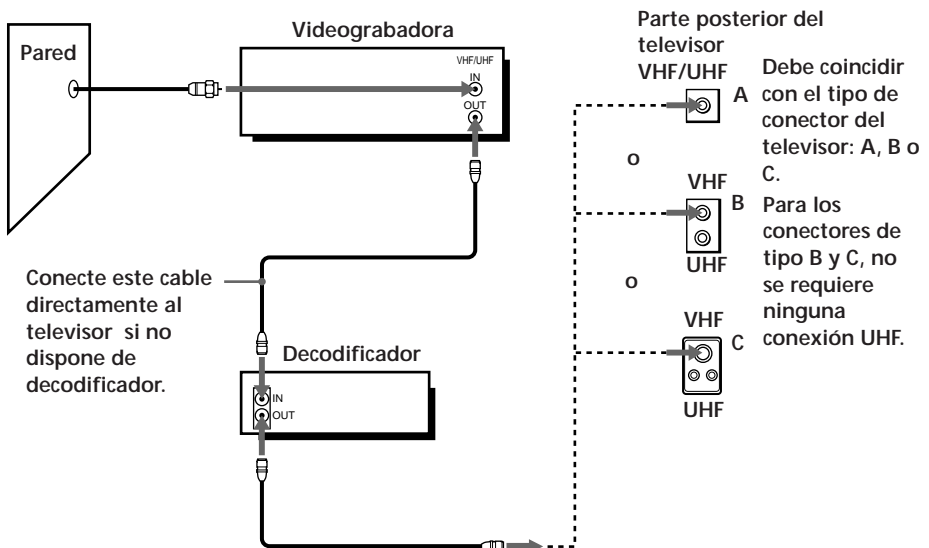 Pared
Videograbadora
VHF/UHF
IN
OUT
Conecte este cable
directamente al
televisor si no
dispone de
decodificador.
Decodificador
IN
OUT
Parte posterior del
televisor
VHF/UHF
A
o
VHF
B
UHF
o
VHF
C
UHF
Debe coincidir
con el tipo de
conector del
televisor: A, B o
C.
Para los
conectores de
tipo B y C, no
se requiere
ninguna
conexión UHF.